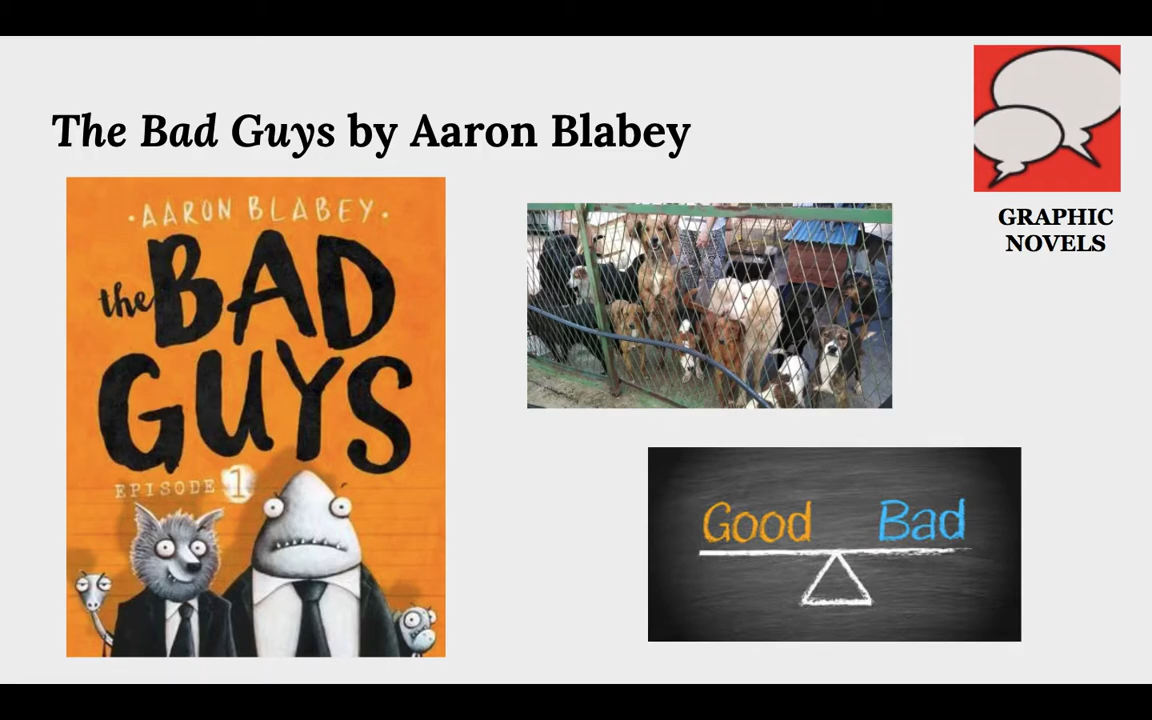 The Bad Guys by Aaron Blabey
GRAPHIC
NOVELS
·AARON BLABEY·
the BAD
GUYS
EPISODE 1
Good Bad